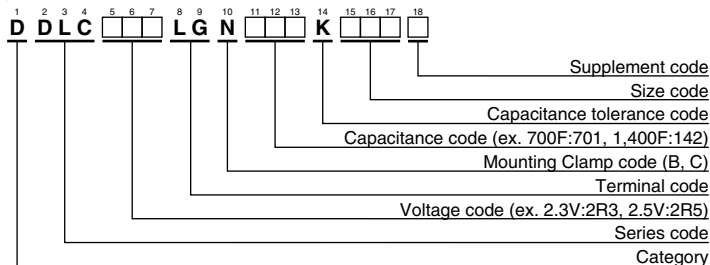 1 2 3 4 5 6 7 8 9 10 11 12 13 14 15 16 17 18
D DLC LG N K
Supplement code
Size code
Capacitance tolerance code
Capacitance code (ex. 700F:701, 1,400F:142)
Mounting Clamp code (B, C)
Terminal code
Voltage code (ex. 2.3V:2R3, 2.5V:2R5)
Series code
Category